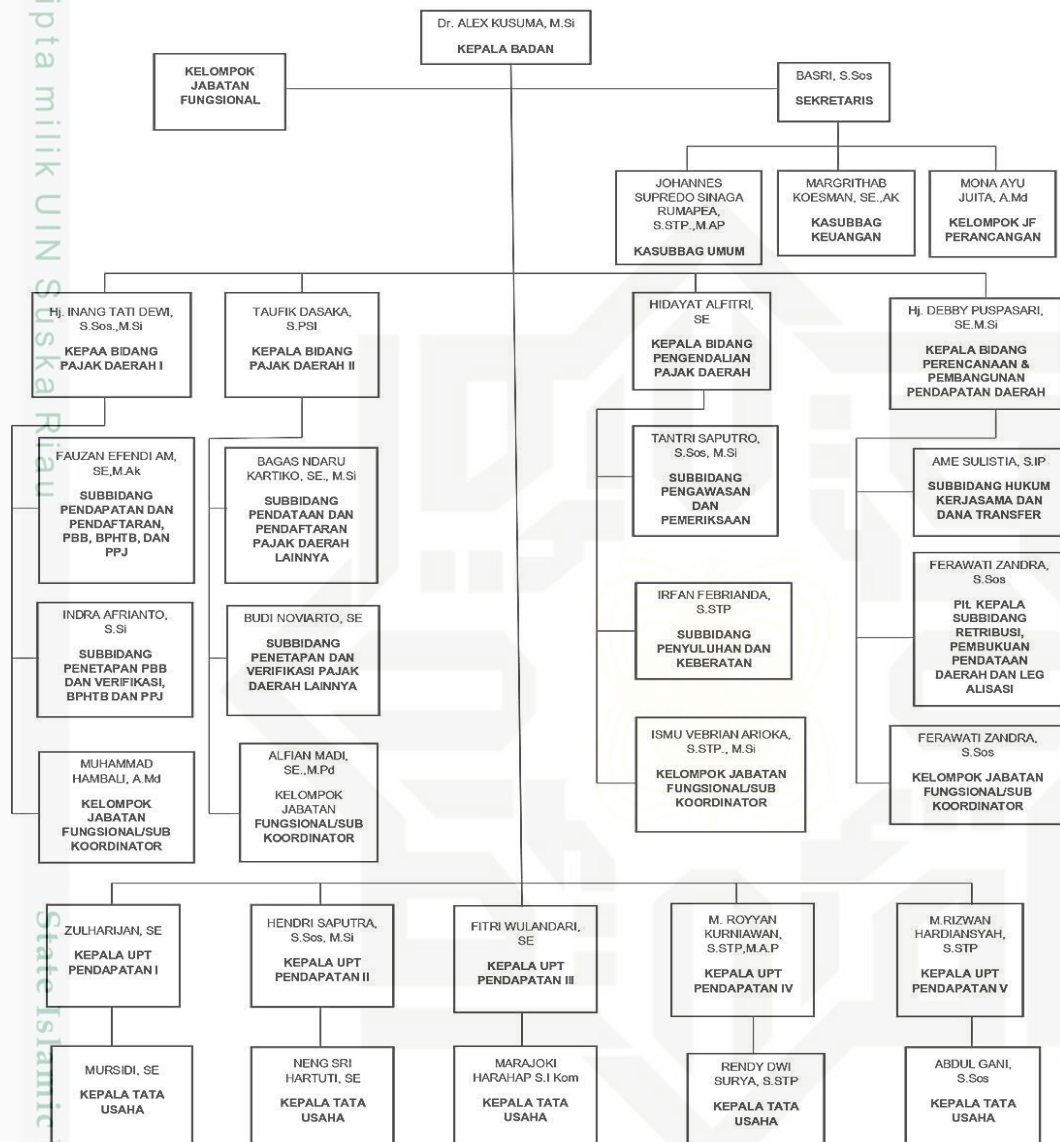 Dr. ALEX KUSUMA, M.Si
KEPALA BADAN
KELOMPOK
JABATAN
FUNGSIONAL
BASRI, S.Sos
SEKRETARIS
JOHANNES
SUPREDO SINAGA
RUMAPEA,
S.STP.,M.AP
KASUBBAG UMUM
MARGRITHAB
KOESMAN, SE.,AK
KASUBBAG
KEUANGAN
MONA AYU
JUITA, A.Md
KELOMPOK JF
PERANCANGAN
Hj. INANG TATI DEWI,
S.Sos.,M.Si
KEPAA BIDANG
PAJAK DAERAH I
TAUFIK DASAKA,
S.PSI
KEPALA BIDANG
PAJAK DAERAH II
HIDAYAT ALFITRI,
SE
KEPALA BIDANG
PENGENDALIAN
PAJAK DAERAH
Hj. DEBBY PUSPASARI,
SE.M.Si
KEPALA BIDANG
PERENCANAAN &
PEMBANGUNAN
PENDAPATAN DAERAH
FAUZAN EFENDI AM,
SE,M.Ak
SUBBIDANG
PENDAPATAN DAN
PENDAFTARAN,
PBB, BPHTB, DAN
PPJ
BAGAS NDARU
KARTIKO, SE., M.Si
SUBBIDANG
PENDATAAN DAN
PENDAFTARAN
PAJAK DAERAH
LAINNYA
TANTRI SAPUTRO,
S.Sos, M.Si
SUBBIDANG
PENGAWASAN
DAN
PEMERIKSAAN
AME SULISTIA, S.IP
SUBBIDANG HUKUM
KERJASAMA DAN
DANA TRANSFER
INDRA AFRIANTO,
S.Si
SUBBIDANG
PENETAPAN PBB
DAN VERIFIKASI,
BPHTB DAN PPJ
BUDI NOVIARTO, SE
SUBBIDANG
PENETAPAN DAN
VERIFIKASI PAJAK
DAERAH LAINNYA
IRFAN FEBRIANDA,
S.STP
SUBBIDANG
PENYULUHAN DAN
KEBERATAN
FERAWATI ZANDRA,
S.Sos
PIŁ KEPALA
SUBBIDANG
RETRIBUSI,
PEMBUKUAN
PENDATAAN
DAERAH DAN LEG
ALISASI
MUHAMMAD
HAMBALI, A.Md
KELOMPOK
JABATAN
FUNGSIONAL/SUB
KOORDINATOR
ALFIAN MADI,
SE.,M.Pd
KELOMPOK
JABATAN
FUNGSIONAL/SUB
KOORDINATOR
ISMU VEBRIAN ARIOKA,
S.STP., M.Si
KELOMPOK JABATAN
FUNGSIONAL/SUB
KOORDINATOR
FERAWATI ZANDRA,
S.Sos
KELOMPOK JABATAN
FUNGSIONAL/SUB
KOORDINATOR
ZULHARIJAN, SE
KEPALA UPT
PENDAPATAN I
HENDRI SAPUTRA,
S.Sos, M.Si
KEPALA UPT
PENDAPATAN II
FITRI WULANDARI,
SE
KEPALA UPT
PENDAPATAN III
M. ROYYAN
KURNIAWAN,
S.STP,M.A.P
KEPALA UPT
PENDAPATAN IV
M.RIZWAN
HARDIANSYAH,
S.STP
KEPALA UPT
PENDAPATAN V
MURSIDI, SE
KEPALA TATA
USAHA
NENG SRI
HARTUTI, SE
KEPALA TATA
USAHA
MARAJOKI
HARAHAP S.I Kom
KEPALA TATA
USAHA
RENDY DWI
SURYA, S.STP
KEPALA TATA
USAHA
ABDUL GANI,
S.Sos
KEPALA TATA
USAHA
ipta milik UIN Suska Riau
State Islamic